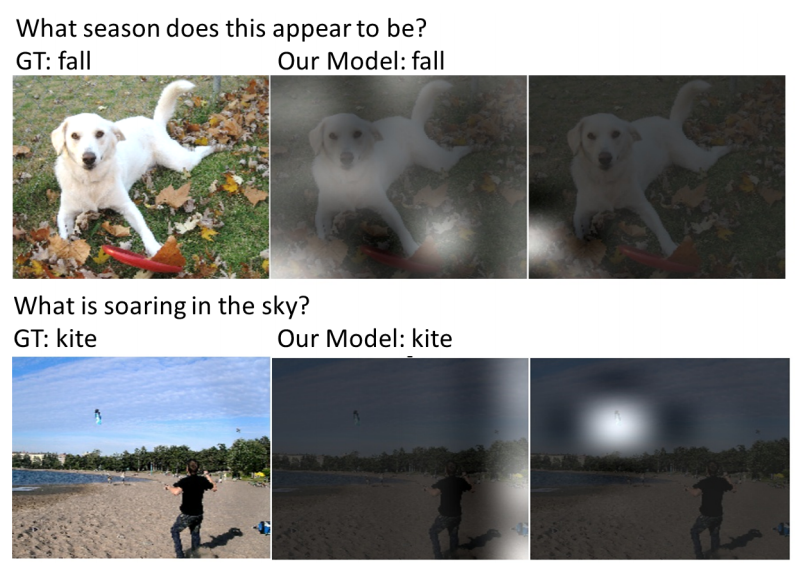 What season does this appear to be?
GT: fall
Our Model: fall
What is soaring in the sky?
GT: kite
Our Model: kite